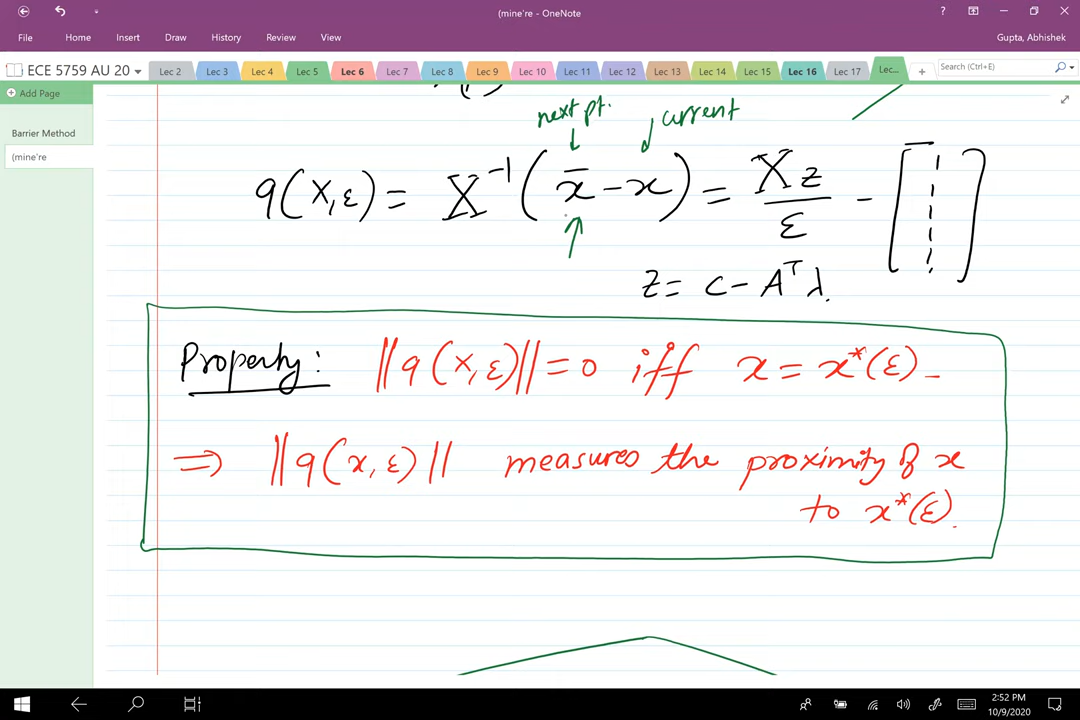 (mine're - OneNote
?
File Home Insert Draw History Review View Gupta, Abhishek
ECE 5759 AU 20 Lec 2 Lec 3 Lec 4 Lec 5 Lec 6 Lec 7 Lec 8 Lec 9 Lec 10 Lec 11 Lec 12 Lec 13 Lec 14 Lec 15 Lec 16 Lec 17 Lec... + Search (Ctrl+E)
Add Page
Barrier Method
(mine're
next pt. current
q(x,ε) = X⁻¹(x̄ - x) = Xz/ε - [1 1 1 1]
z = c - Aᵀλ
Property: ||q(x,ε)|| = 0 iff x = x*(ε) -
⇒ ||q(x,ε)|| measures the proximity of x
to x*(ε).
2:52 PM
10/9/2020